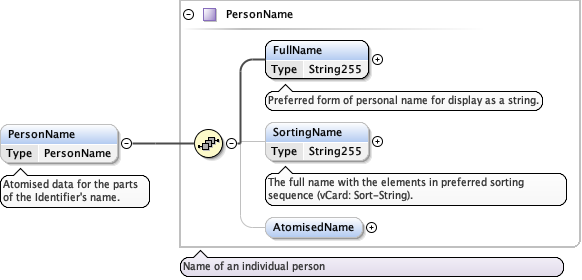 PersonName
FullName
Type String255
Preferred form of personal name for display as a string.
PersonName
Type PersonName
Atomised data for the parts
of the Identifier's name.
SortingName
Type String255
The full name with the elements in preferred sorting
sequence (vCard: Sort-String).
AtomisedName
Name of an individual person